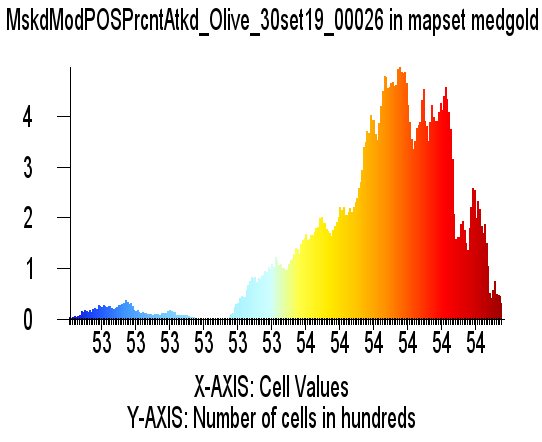 MskdModPOSPrcntAtkd_Olive_30set19_00026 in mapset medgold
4
3
2
1
0
53 53 53 53 53 53 54 54 54 54 54 54
X-AXIS: Cell Values
Y-AXIS: Number of cells in hundreds